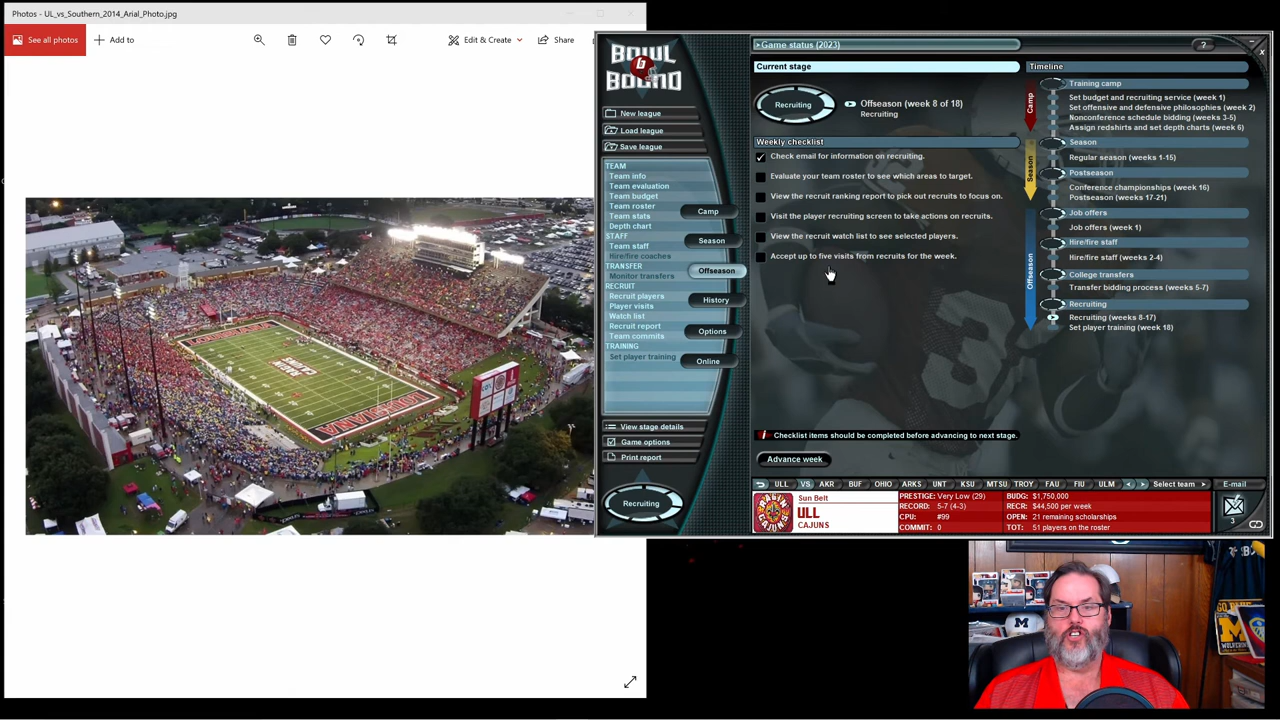 Photos - UL_vs_Southern_2014_Arial_Photo.jpg
See all photos
Add to
Edit & Create
Share
BOWL
BOUND
New league
Load league
Save league
TEAM
Team info
Team evaluation
Team budget
Team roster
Team stats
Depth chart
STAFF
Team staff
Hire/fire coaches
TRANSFER
Monitor transfers
RECRUIT
Recruit players
Player visits
Watch list
Recruit report
Team commits
TRAINING
Set player training
Camp
Season
Offseason
History
Options
Online
View stage details
Game options
Print report
Recruiting
Game status (2023)
?
Current stage
Recruiting
Offseason (week 8 of 18)
Recruiting
Weekly checklist
Check email for information on recruiting.
Evaluate your team roster to see which areas to target.
View the recruit ranking report to pick out recruits to focus on.
Visit the player recruiting screen to take actions on recruits.
View the recruit watch list to see selected players.
Accept up to five visits from recruits for the week.
Checklist items should be completed before advancing to next stage.
Advance week
Timeline
Camp
Training camp
Set budget and recruiting service (week 1)
Set offensive and defensive philosophies (week 2)
Nonconference schedule bidding (weeks 3-5)
Assign redshirts and set depth charts (week 6)
Season
Season
Regular season (weeks 1-15)
Postseason
Conference championships (week 16)
Postseason (weeks 17-21)
Offseason
Job offers
Job offers (week 1)
Hire/fire staff
Hire/fire staff (weeks 2-4)
College transfers
Transfer bidding process (weeks 5-7)
Recruiting
Recruiting (weeks 8-17)
Set player training (week 18)
ULL VS AKR BUF OHIO ARKS UNT KSU MTSU TROY FAU FIU ULM Select team E-mail
RAGIN
CAJUNS
Sun Belt
ULL
CAJUNS
PRESTIGE: Very Low (29)
RECORD: 5-7 (4-3)
CPU: #99
COMMIT: 0
BUDG: $1,750,000
RECR: $44,500 per week
OPEN: 21 remaining scholarships
TOT: 51 players on the roster
3
LOUISIANA
M
M